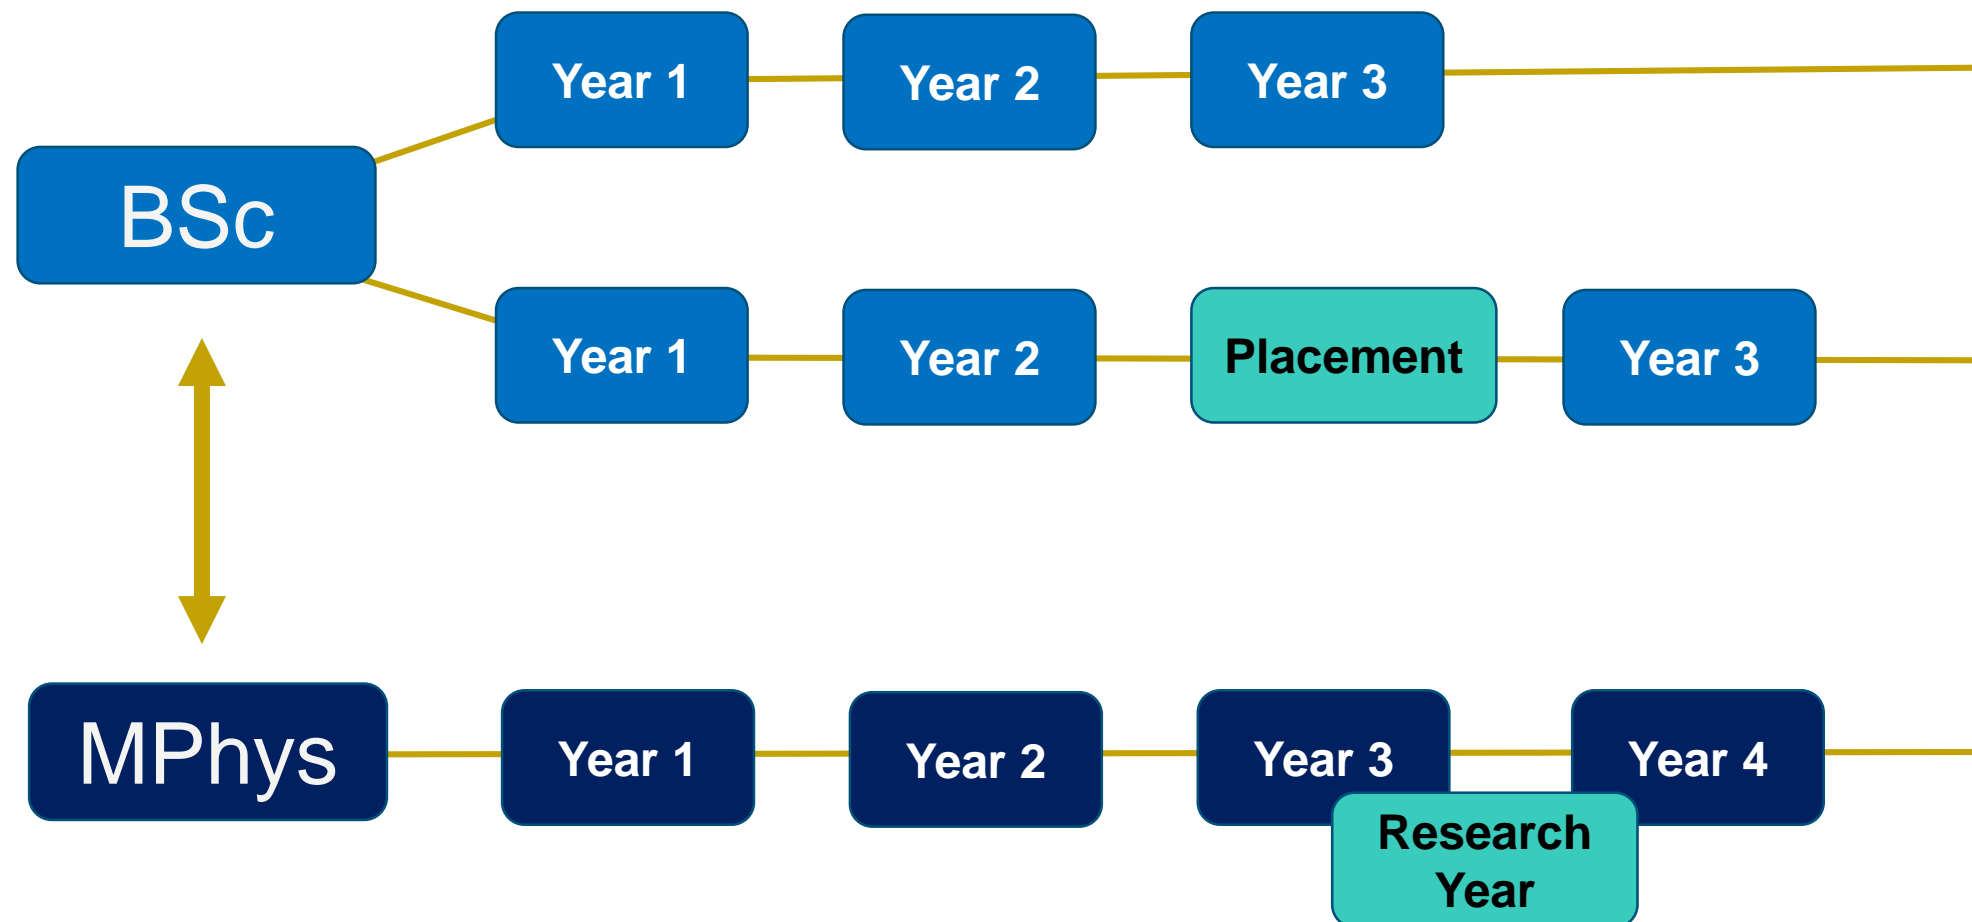 Year 1
Year 2
Year 3
BSc
Year 1
Year 2
Placement
Year 3
MPhys
Year 1
Year 2
Year 3
Year 4
Research
Year